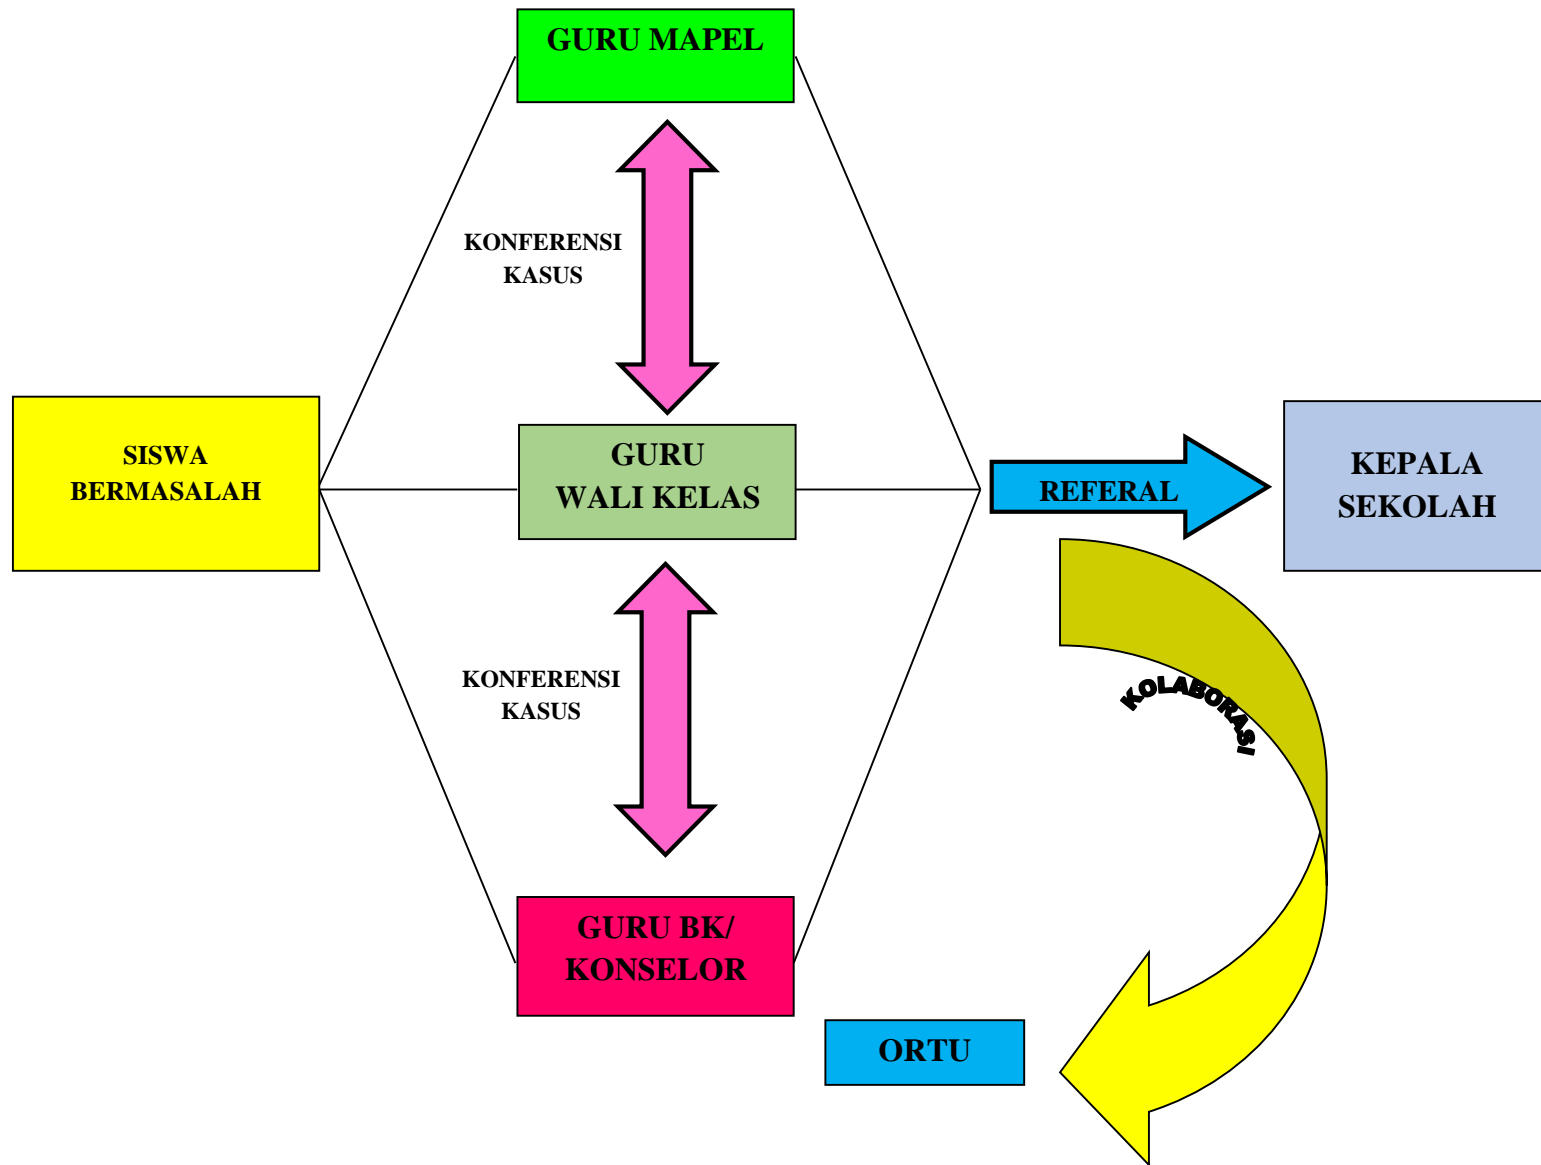 GURU MAPEL
KONFERENSI
KASUS
SISWA
BERMASALAH
GURU
WALI KELAS
REFERAL
KEPALA
SEKOLAH
KONFERENSI
KASUS
KOLABORASI
GURU BK/
KONSELOR
ORTU